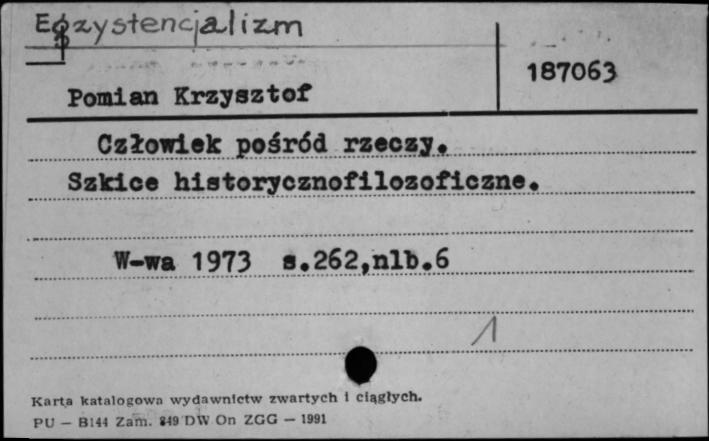 Egzystencjalizm
187063
Pomian Krzysztof
Człowiek pośród rzeczy.
Szkice historycznofilozoficzne.
W-wa 1973 s.262,nlb.6
1
Karta katalogowa wydawnictw zwartych i ciągłych.
PU — B144 Zam. 849 DW On ZGG — 1991